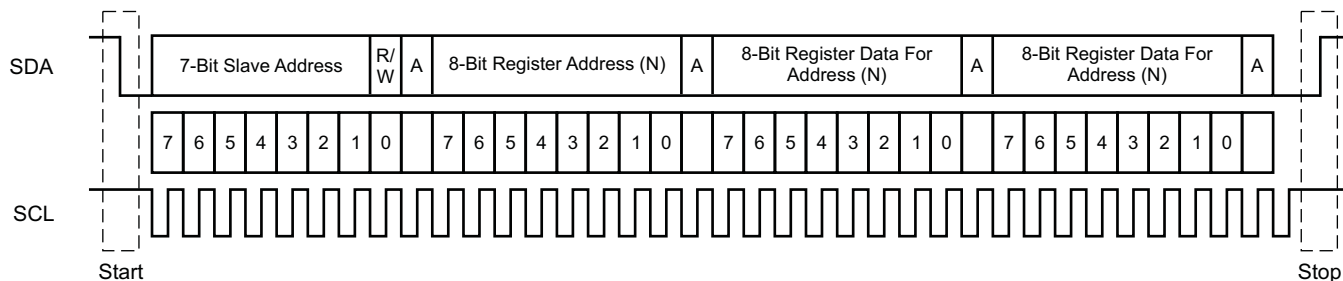 SDA
7-Bit Slave Address
R/
W
A
8-Bit Register Address (N)
A
8-Bit Register Data For
Address (N)
A
8-Bit Register Data For
Address (N)
A
7 6 5 4 3 2 1 0 7 6 5 4 3 2 1 0 7 6 5 4 3 2 1 0 7 6 5 4 3 2 1 0
SCL
Start
Stop